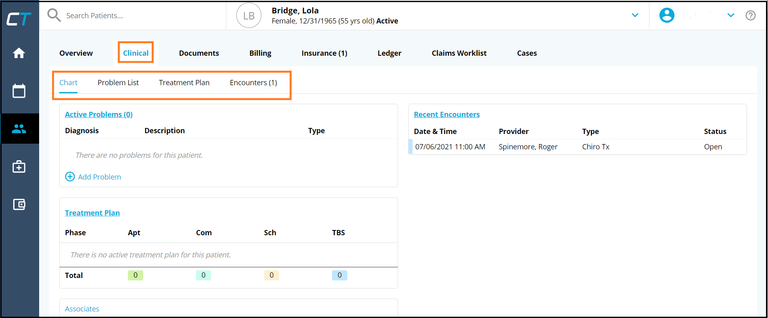 CT
Search Patients...
LB
Bridge, Lola
Female, 12/31/1965 (55 yrs old) Active
Overview Clinical Documents Billing Insurance (1) Ledger Claims Worklist Cases
Chart Problem List Treatment Plan Encounters (1)
Active Problems (0)
Diagnosis Description Type
There are no problems for this patient.
Add Problem
Treatment Plan
Phase Apt Com Sch TBS
There is no active treatment plan for this patient.
Total 0 0 0 0
Associates
Recent Encounters
Date & Time Provider Type Status
07/06/2021 11:00 AM Spinemore, Roger Chiro Tx Open